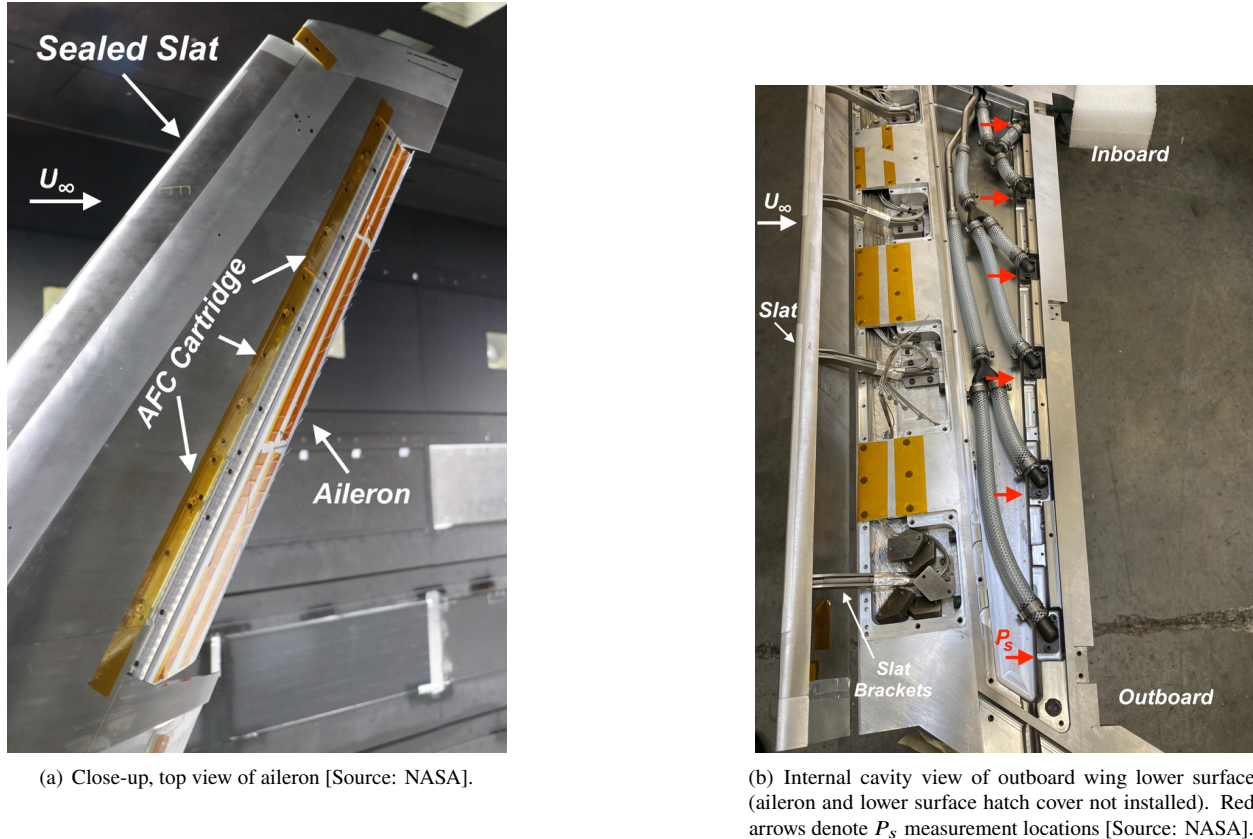 Sealed Slat
U∞
AFC Cartridge
Aileron
(a) Close-up, top view of aileron [Source: NASA].
Inboard
U∞
Slat
Ps
Slat
Brackets
Outboard
(b) Internal cavity view of outboard wing lower surface
(aileron and lower surface hatch cover not installed). Red
arrows denote Ps measurement locations [Source: NASA].